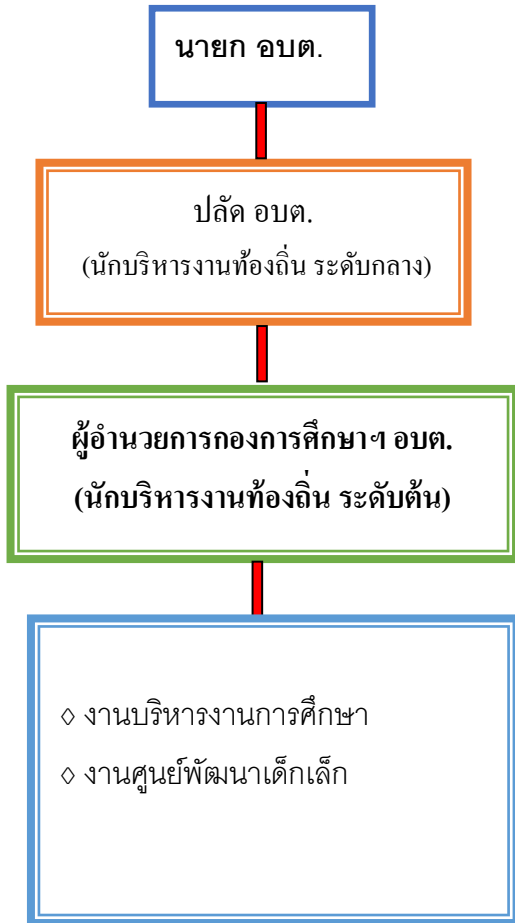 นายก อบต.
ปลัด อบต.
(นักบริหารงานท้องถิ่น ระดับกลาง)
ผู้อำนวยการกองการศึกษาฯ อบต.
(นักบริหารงานท้องถิ่น ระดับต้น)
◊ งานบริหารงานการศึกษา
◊ งานศูนย์พัฒนาเด็กเล็ก